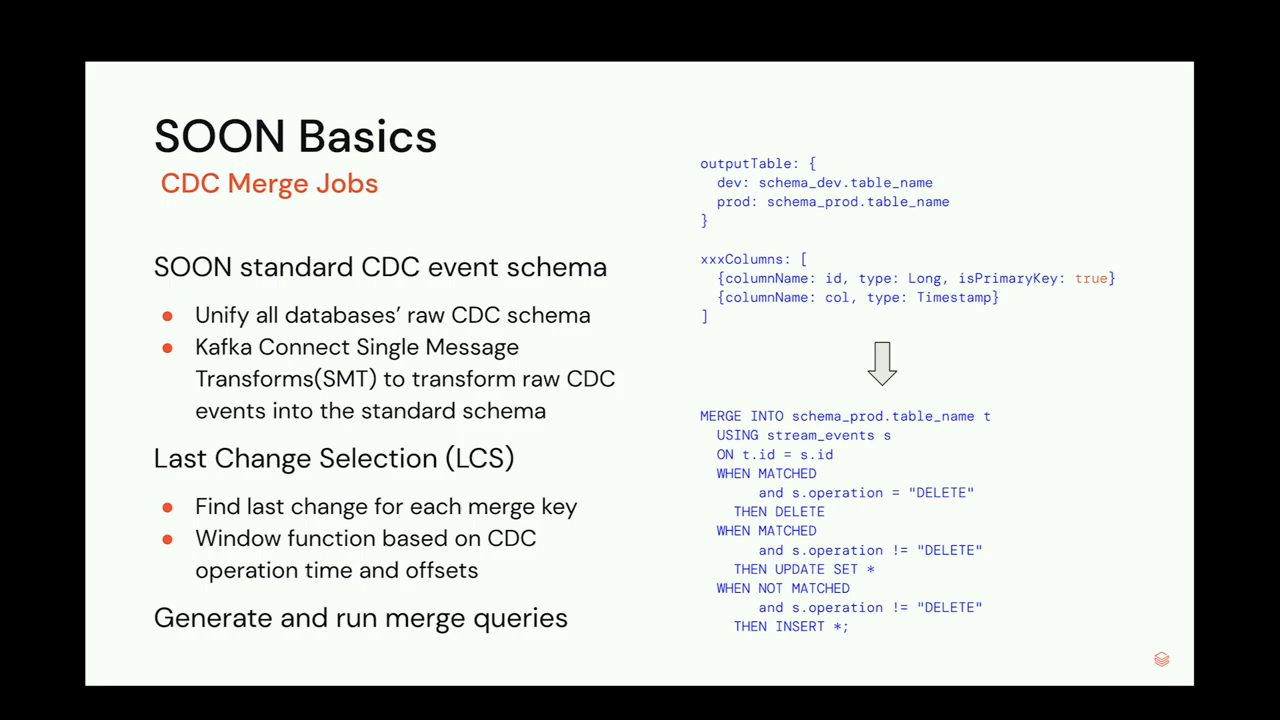 SOON Basics
CDC Merge Jobs
SOON standard CDC event schema
● Unify all databases’ raw CDC schema
● Kafka Connect Single Message
Transforms(SMT) to transform raw CDC
events into the standard schema
Last Change Selection (LCS)
● Find last change for each merge key
● Window function based on CDC
operation time and offsets
Generate and run merge queries
outputTable: {
dev: schema_dev.table_name
prod: schema_prod.table_name
}
xxxColumns: [
{columnName: id, type: Long, isPrimaryKey: true}
{columnName: col, type: Timestamp}
]
MERGE INTO schema_prod.table_name t
USING stream_events s
ON t.id = s.id
WHEN MATCHED
and s.operation = "DELETE"
THEN DELETE
WHEN MATCHED
and s.operation != "DELETE"
THEN UPDATE SET *
WHEN NOT MATCHED
and s.operation != "DELETE"
THEN INSERT *;